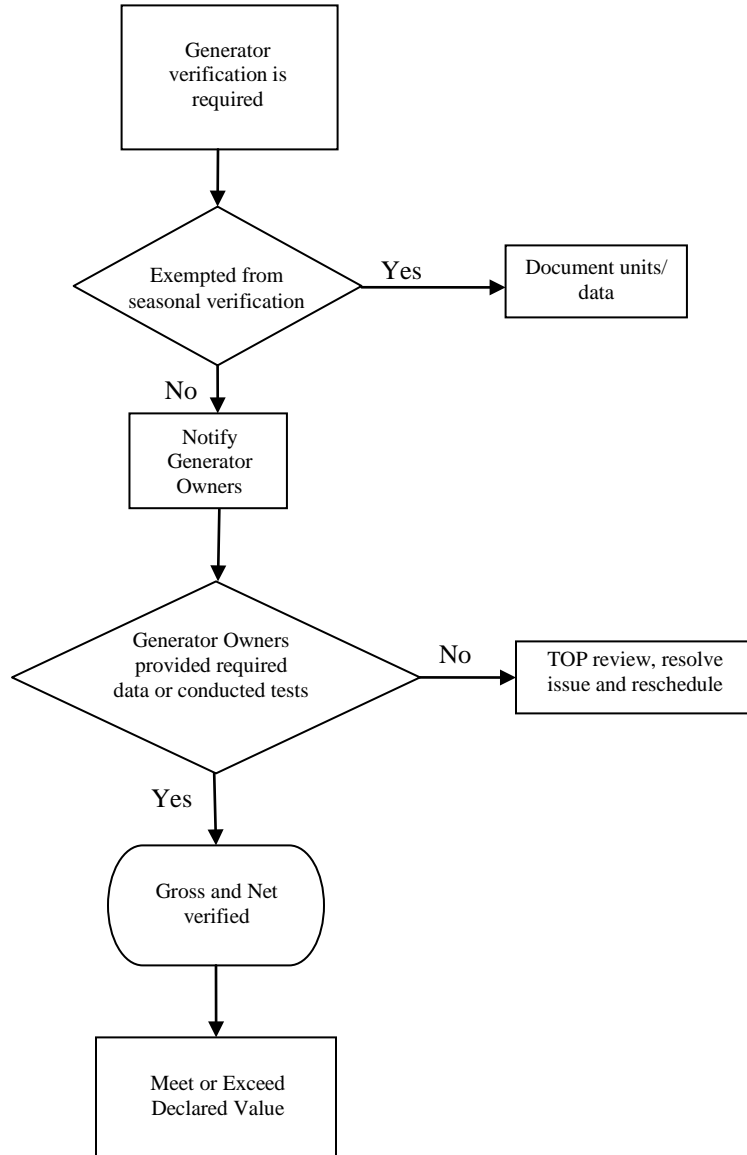 Generator
verification is
required
Exempted from
seasonal verification
Yes
Document units/
data
No
Notify
Generator
Owners
Generator Owners
provided required
data or conducted tests
No
TOP review, resolve
issue and reschedule
Yes
Gross and Net
verified
Meet or Exceed
Declared Value